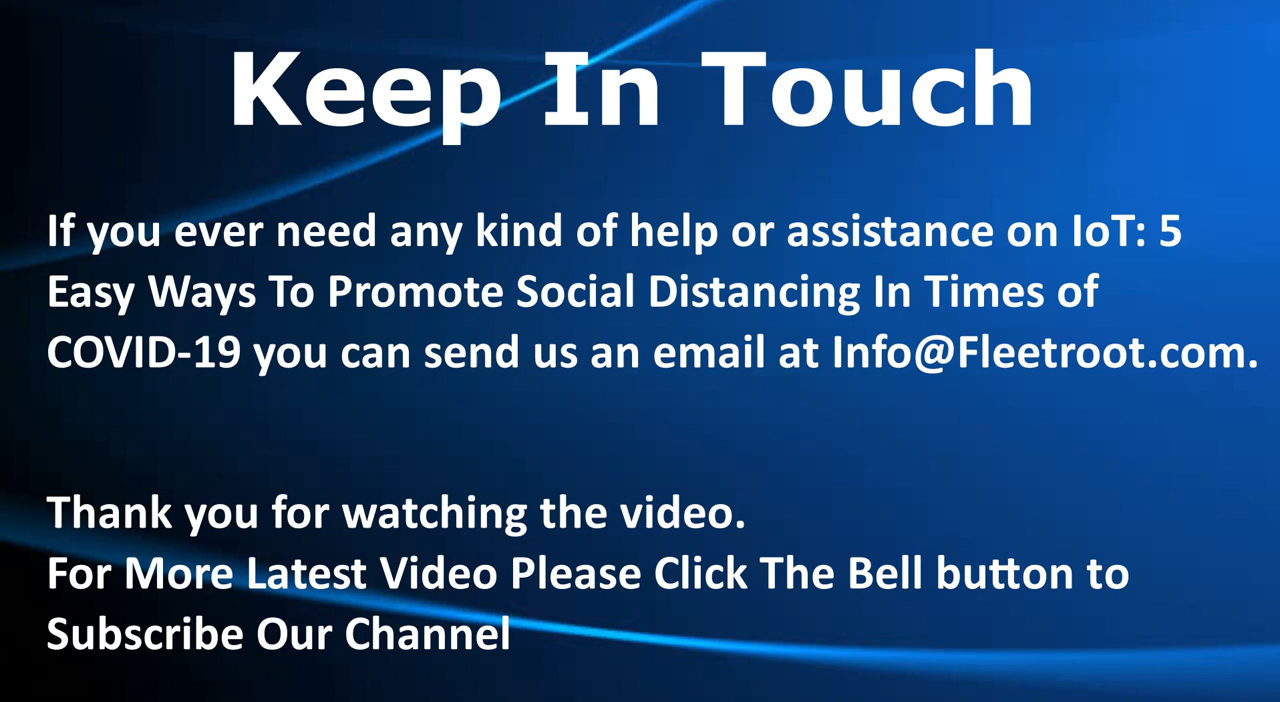 Keep In Touch
If you ever need any kind of help or assistance on IoT: 5
Easy Ways To Promote Social Distancing In Times of
COVID-19 you can send us an email at Info@Fleetroot.com.
Thank you for watching the video.
For More Latest Video Please Click The Bell button to
Subscribe Our Channel